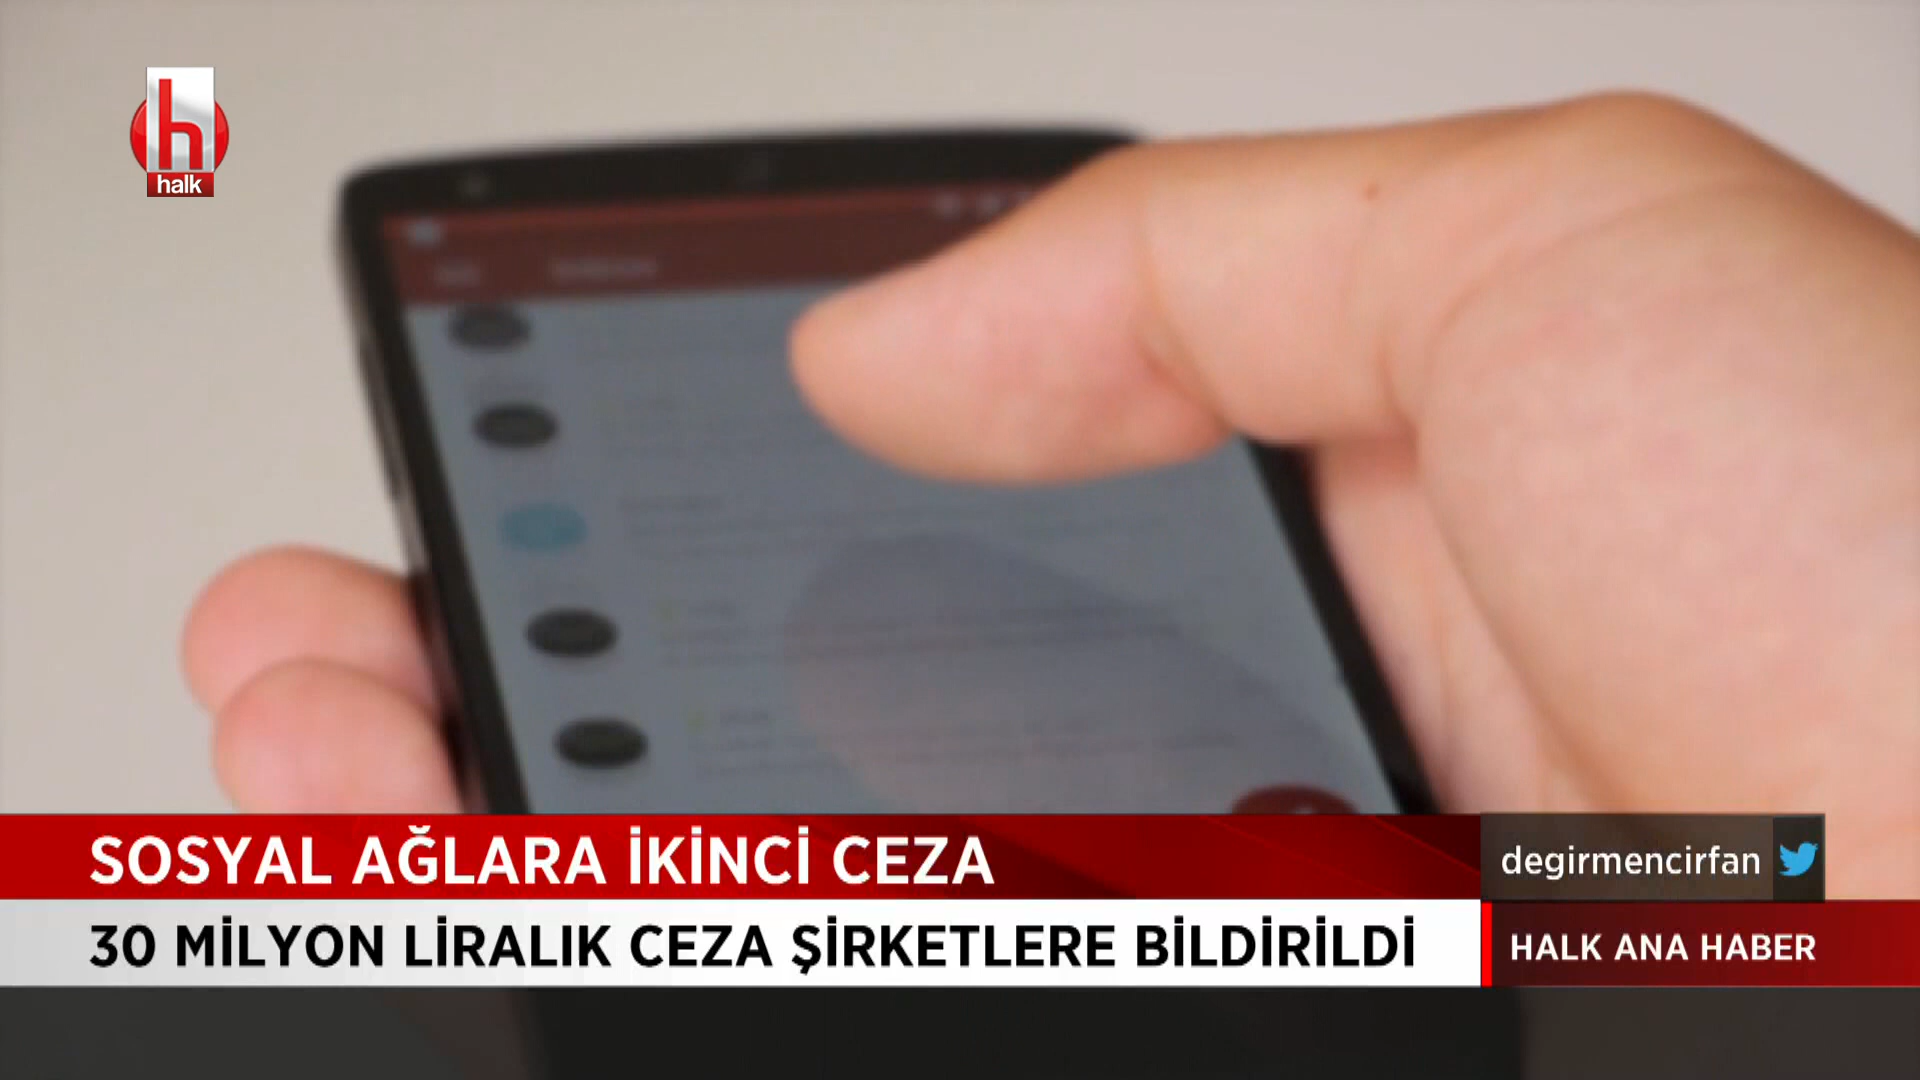 h
halk
SOSYAL AĞLARA İKİNCİ CEZA
degirmencirfan
30 MİLYON LİRALIK CEZA ŞİRKETLERE BİLDİRİLDİ
HALK ANA HABER